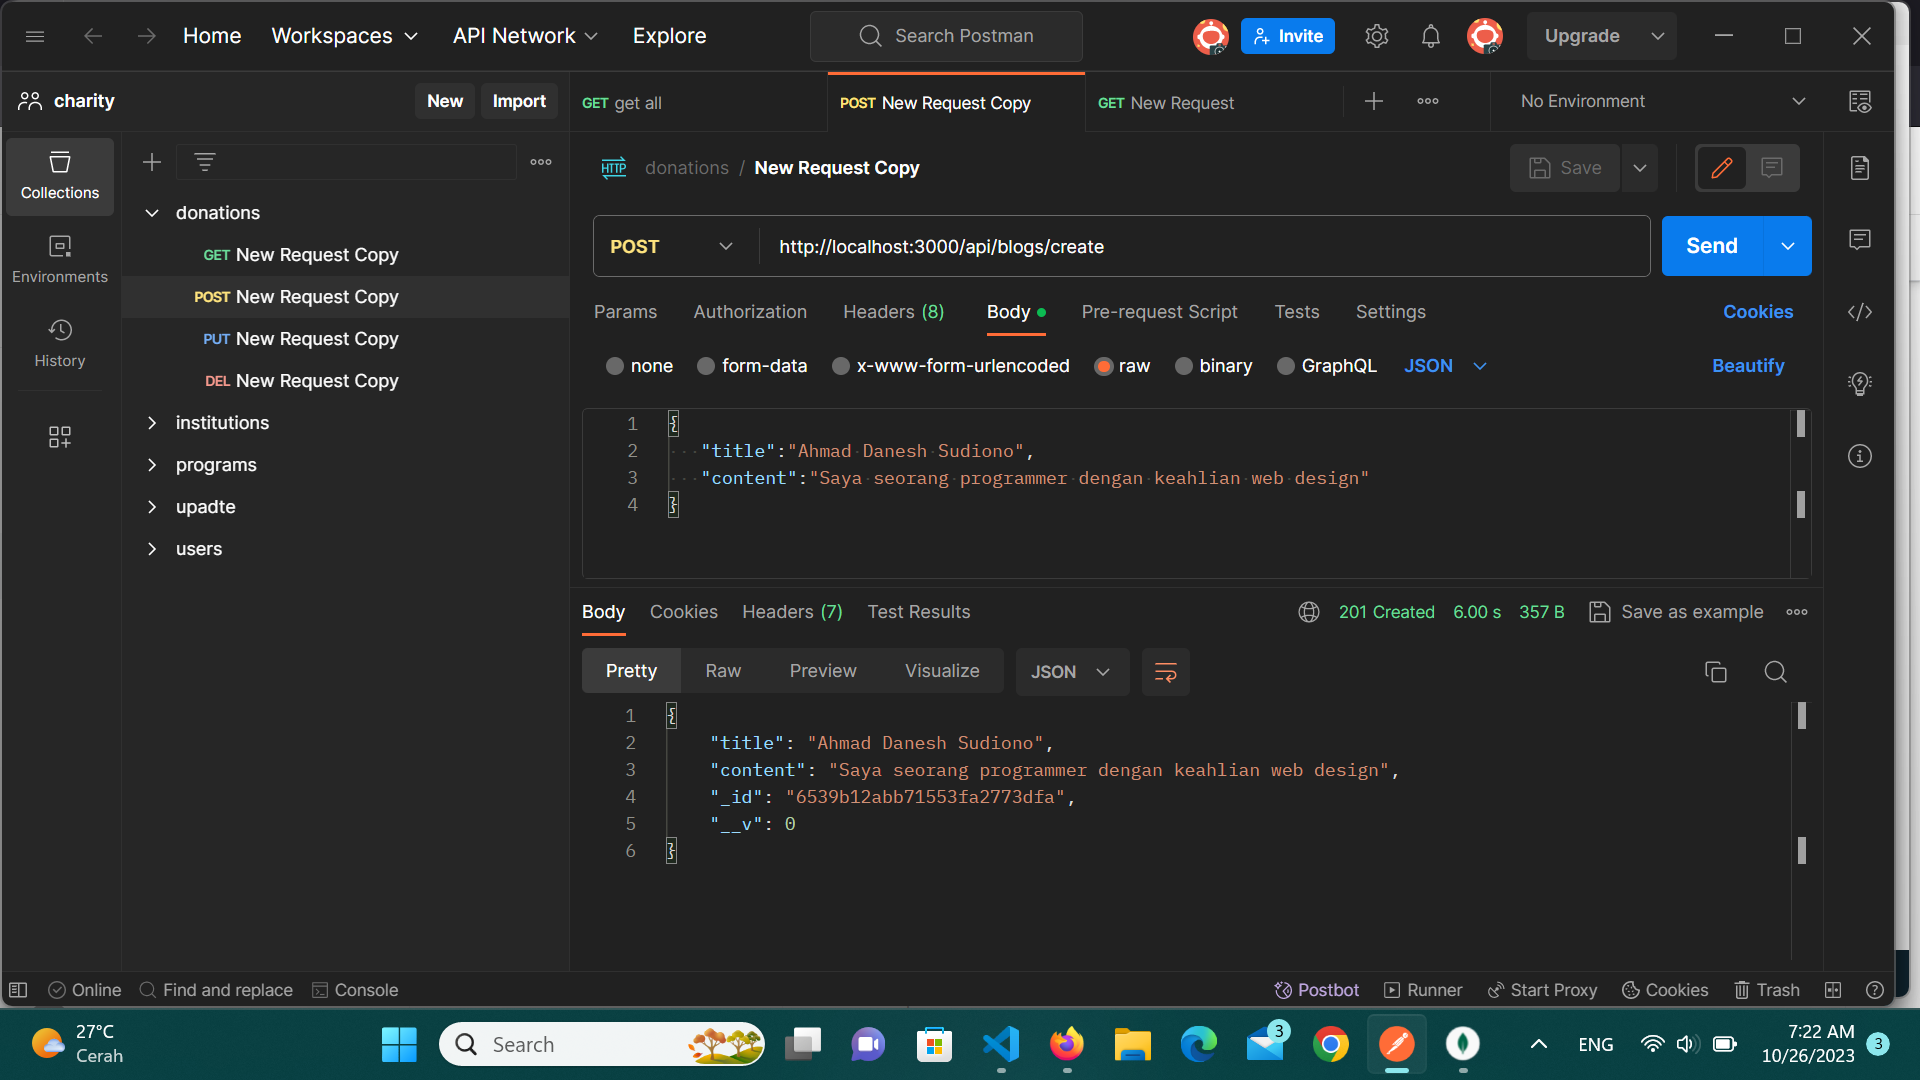 Home
Workspaces
API Network
Explore
Search Postman
Invite
Upgrade
charity
New
Import
GET get all
POST New Request Copy
GET New Request
No Environment
Collections
Environments
History
donations
GET New Request Copy
POST New Request Copy
PUT New Request Copy
DEL New Request Copy
institutions
programs
upadte
users
HTTP
donations / New Request Copy
Save
POST
http://localhost:3000/api/blogs/create
Send
Params
Authorization
Headers (8)
Body
Pre-request Script
Tests
Settings
Cookies
none
form-data
x-www-form-urlencoded
raw
binary
GraphQL
JSON
Beautify
1 {
2 "title":"Ahmad Danesh Sudiono",
3 "content":"Saya seorang programmer dengan keahlian web design"
4 }
Body
Cookies
Headers (7)
Test Results
201 Created
6.00 s
357 B
Save as example
Pretty
Raw
Preview
Visualize
JSON
1 {
2 "title": "Ahmad Danesh Sudiono",
3 "content": "Saya seorang programmer dengan keahlian web design",
4 "_id": "6539b12abb71553fa2773dfa",
5 "__v": 0
6 }
Online
Find and replace
Console
Postbot
Runner
Start Proxy
Cookies
Trash
27°C
Cerah
Search
3
ENG
7:22 AM
10/26/2023
3